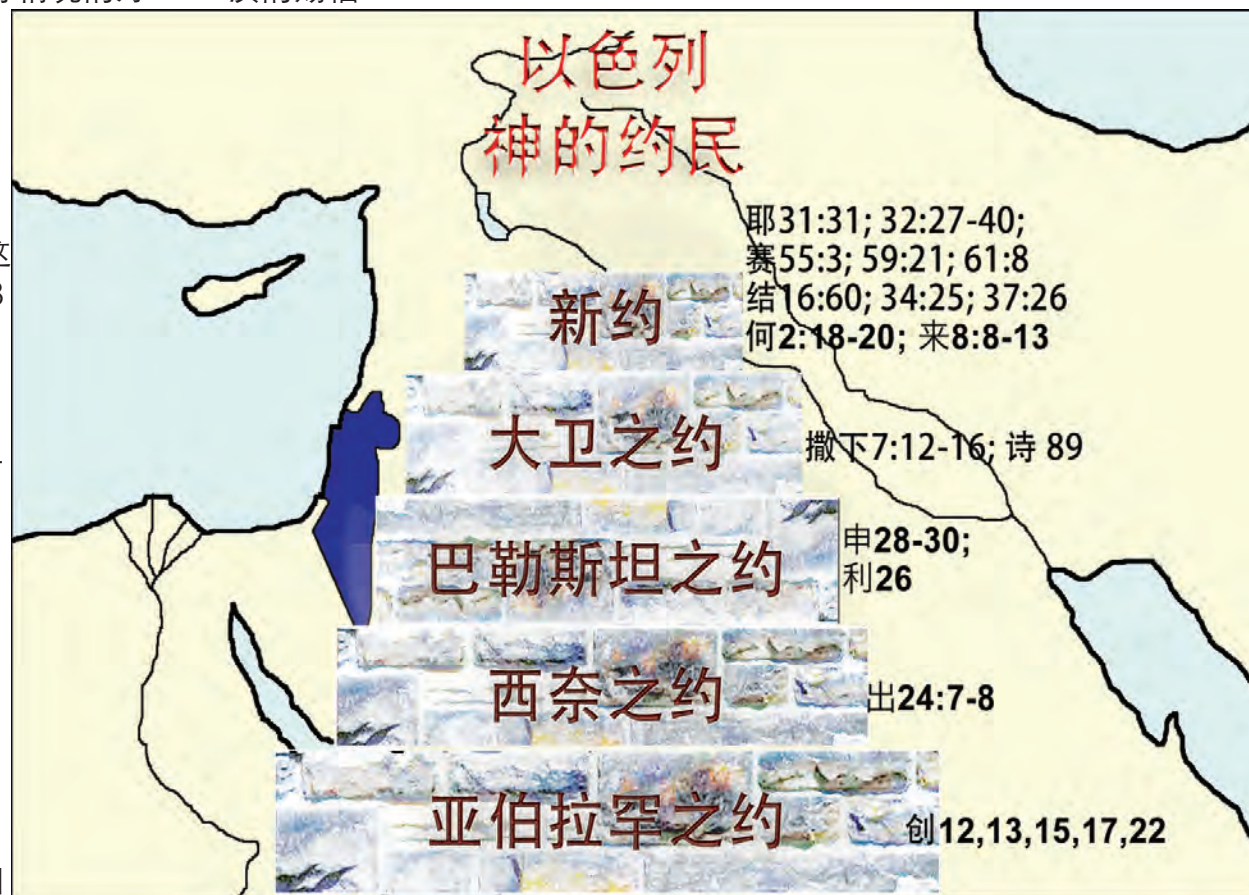 以色列
神的约民
耶31:31; 32:27-40;
赛55:3; 59:21; 61:8
结16:60; 34:25; 37:26
何2:18-20; 来8:8-13
新约
大卫之约
撒下7:12-16; 诗 89
巴勒斯坦之约
申28-30;
利26
西奈之约
出24:7-8
亚伯拉罕之约
创12,13,15,17,22